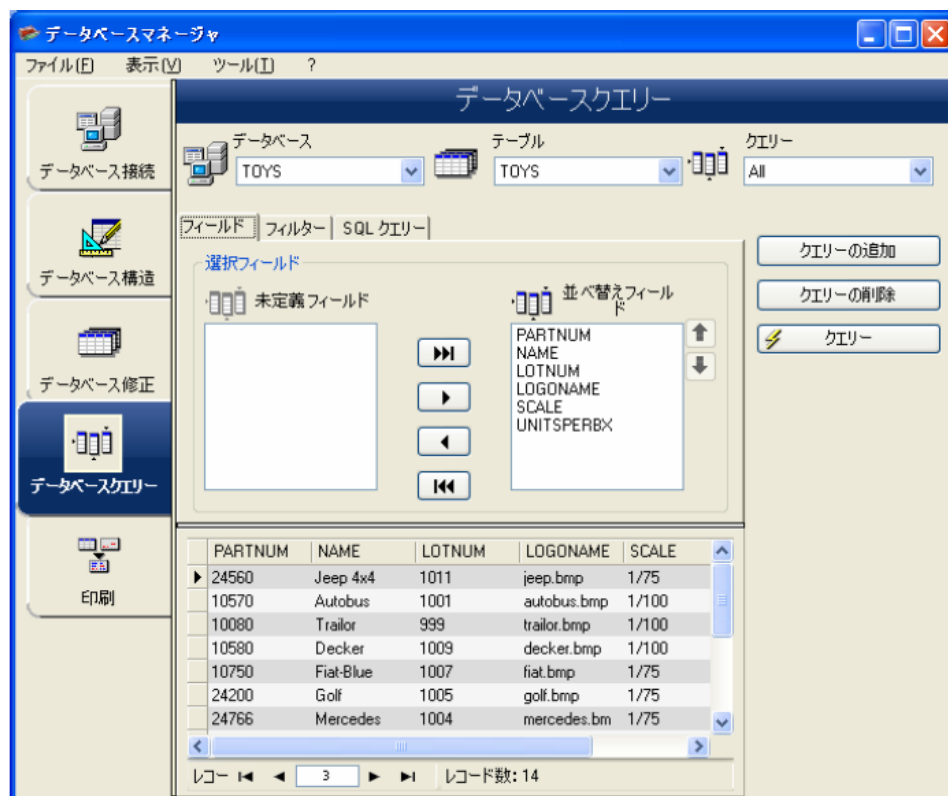 データベースマネージャ
ファイル(F) 表示(V) ツール(T) ?
データベース接続
データベース構造
データベース修正
データベースクエリー
印刷
データベースクエリー
データベース
TOYS
テーブル
TOYS
クエリー
All
フィールド フィルター SQL クエリー
選択フィールド
未定義フィールド
並べ替えフィール
ド
PARTNUM
NAME
LOTNUM
LOGONAME
SCALE
UNITSPERBX
クエリーの追加
クエリーの削除
クエリー
PARTNUM NAME LOTNUM LOGONAME SCALE
24560 Jeep 4x4 1011 jeep.bmp 1/75
10570 Autobus 1001 autobus.bmp 1/100
10080 Trailor 999 trailor.bmp 1/100
10580 Decker 1009 decker.bmp 1/100
10750 Fiat-Blue 1007 fiat.bmp 1/75
24200 Golf 1005 golf.bmp 1/75
24766 Mercedes 1004 mercedes.bm 1/75
レコー 3 レコード数: 14